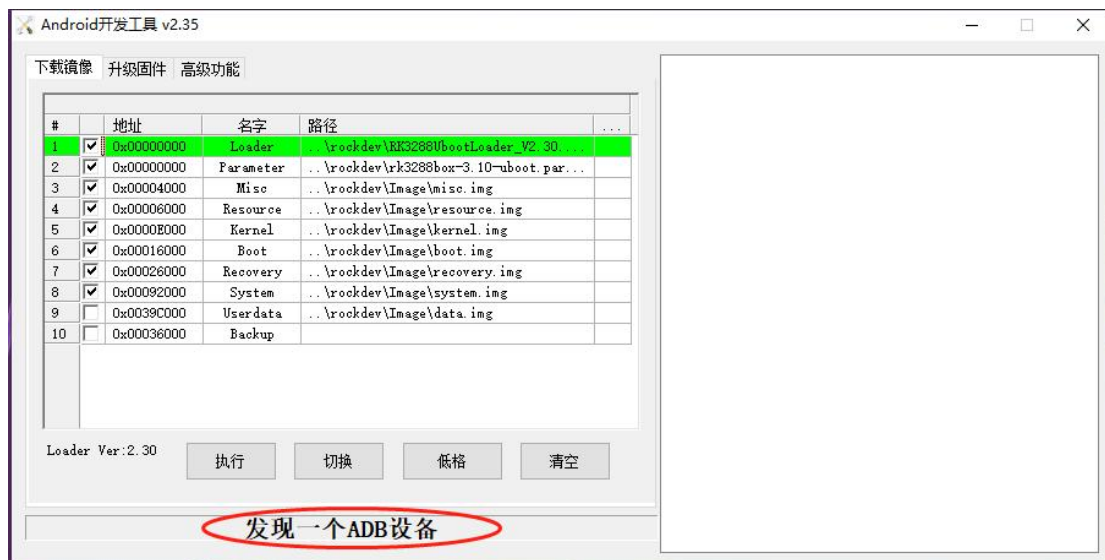 Android开发工具 v2.35
下载镜像 升级固件 高级功能
# 地址 名字 路径 ...
1 0x00000000 Loader ..\rockdev\RK3288UbootLoader_V2.30....
2 0x00000000 Parameter ..\rockdev\rk3288box-3.10-uboot.par...
3 0x00004000 Misc ..\rockdev\Image\misc.img
4 0x00006000 Resource ..\rockdev\Image\resource.img
5 0x0000E000 Kernel ..\rockdev\Image\kernel.img
6 0x00016000 Boot ..\rockdev\Image\boot.img
7 0x00026000 Recovery ..\rockdev\Image\recovery.img
8 0x00092000 System ..\rockdev\Image\system.img
9 0x0039C000 Userdata ..\rockdev\Image\data.img
10 0x00036000 Backup
Loader Ver:2.30 执行 切换 低格 清空
发现一个ADB设备